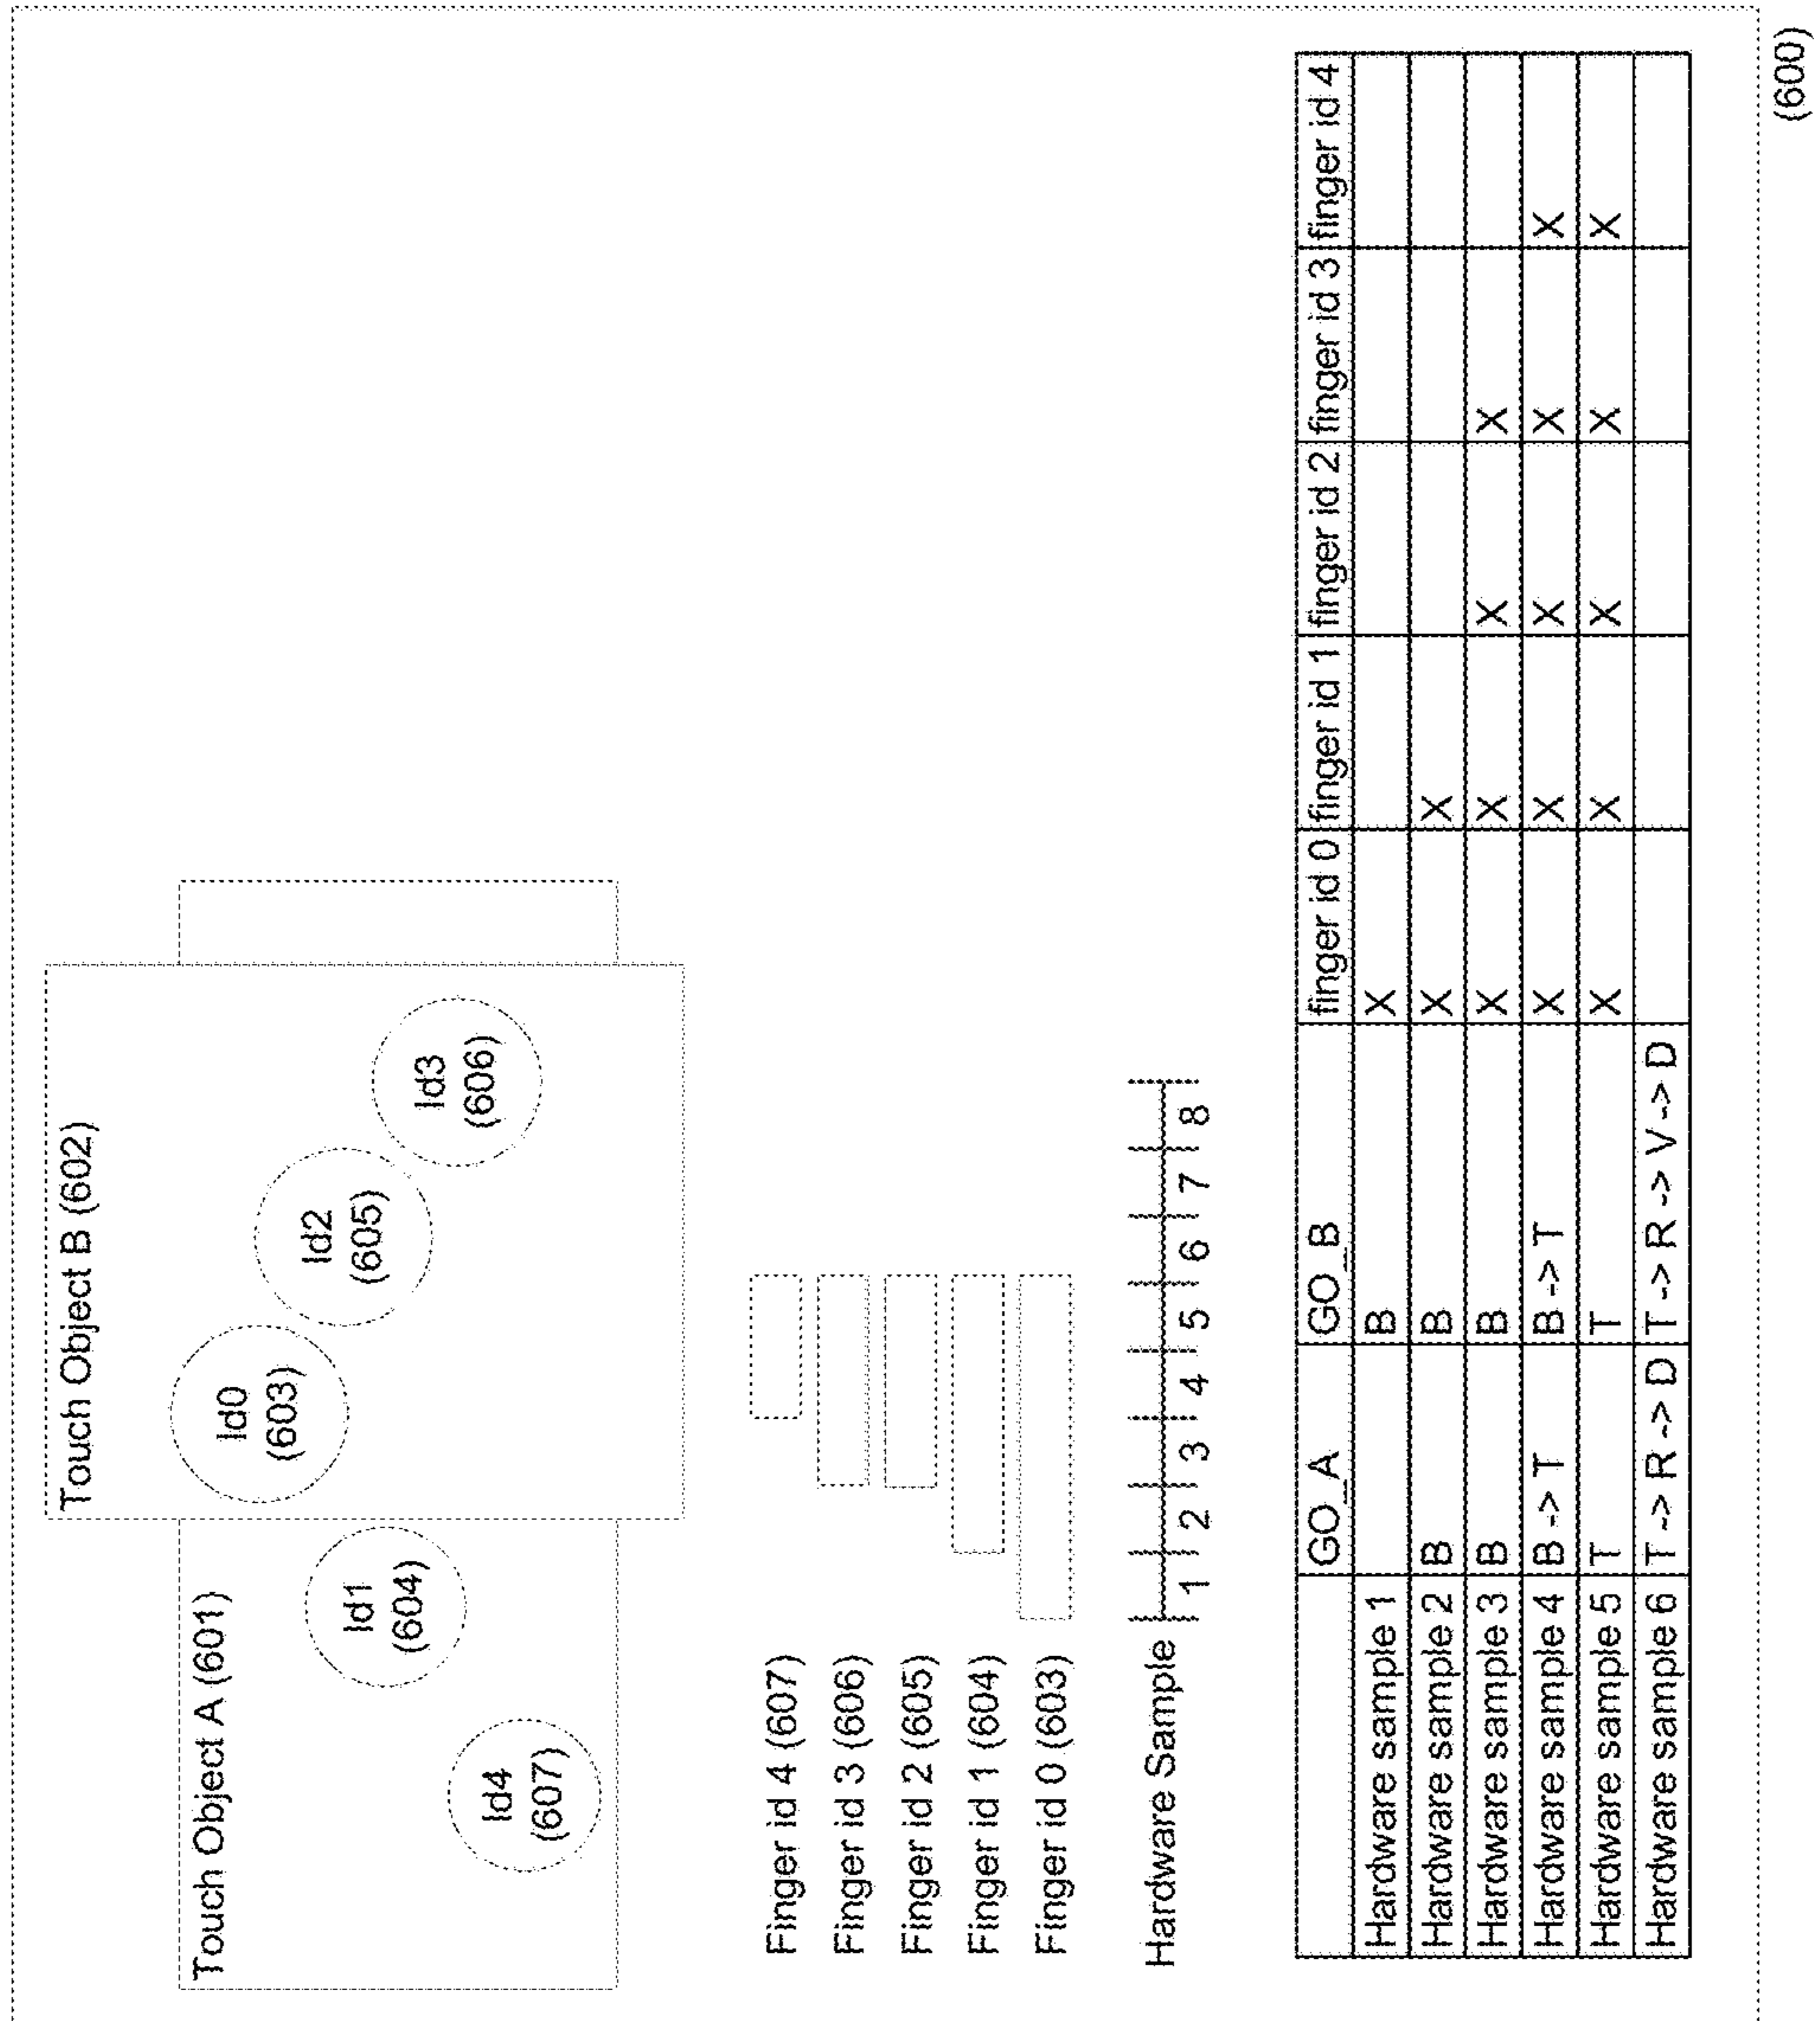 Touch Object B (602)
Touch Object A (601)
Id0
(603)
Id1
(604)
Id2
(605)
Id3
(606)
Id4
(607)
Finger id 4 (607)
Finger id 3 (606)
Finger id 2 (605)
Finger id 1 (604)
Finger id 0 (603)
Hardware Sample 1 2 3 4 5 6 7 8
GO_A GO_B finger id 0 finger id 1 finger id 2 finger id 3 finger id 4
Hardware sample 1 B X
Hardware sample 2 B B X X
Hardware sample 3 B B X X X X
Hardware sample 4 B -> T B -> T X X X X X
Hardware sample 5 T T X X X X X
Hardware sample 6 T -> R -> D T -> R -> V -> D
(600)